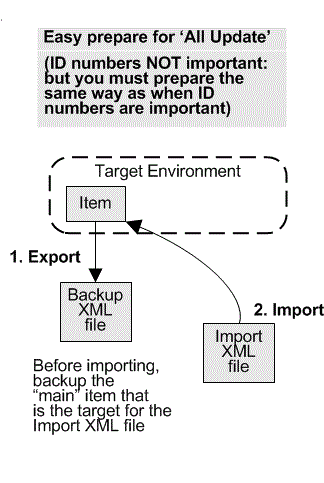 Easy prepare for ‘All Update’
(ID numbers NOT important:
but you must prepare the
same way as when ID
numbers are important)
Target Environment
Item
1. Export
Backup
XML
file
2. Import
Import
XML
file
Before importing,
backup the
“main” item that
is the target for the
Import XML file